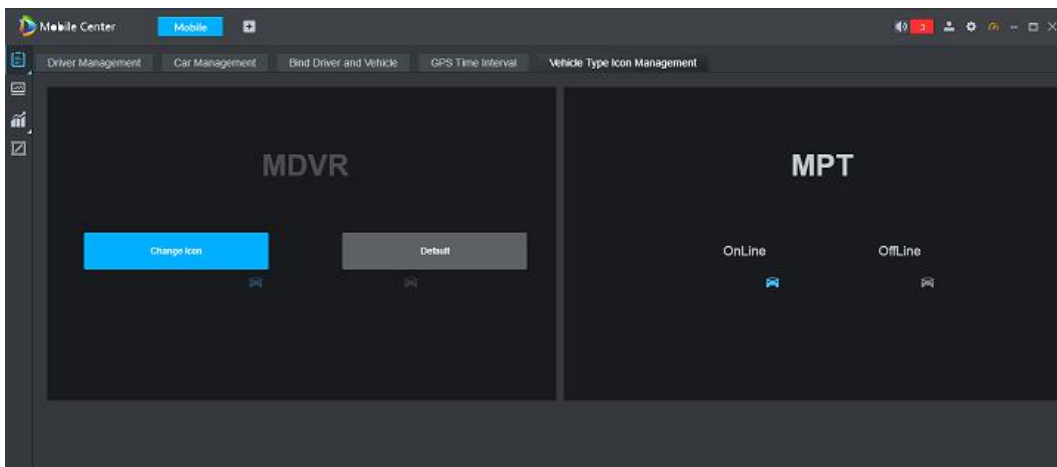 Mobile Center Mobile 3
Driver Management Car Management Bind Driver and Vehicle GPS Time Interval Vehicle Type Icon Management
MDVR
Change Icon Default
MPT
OnLine OffLine